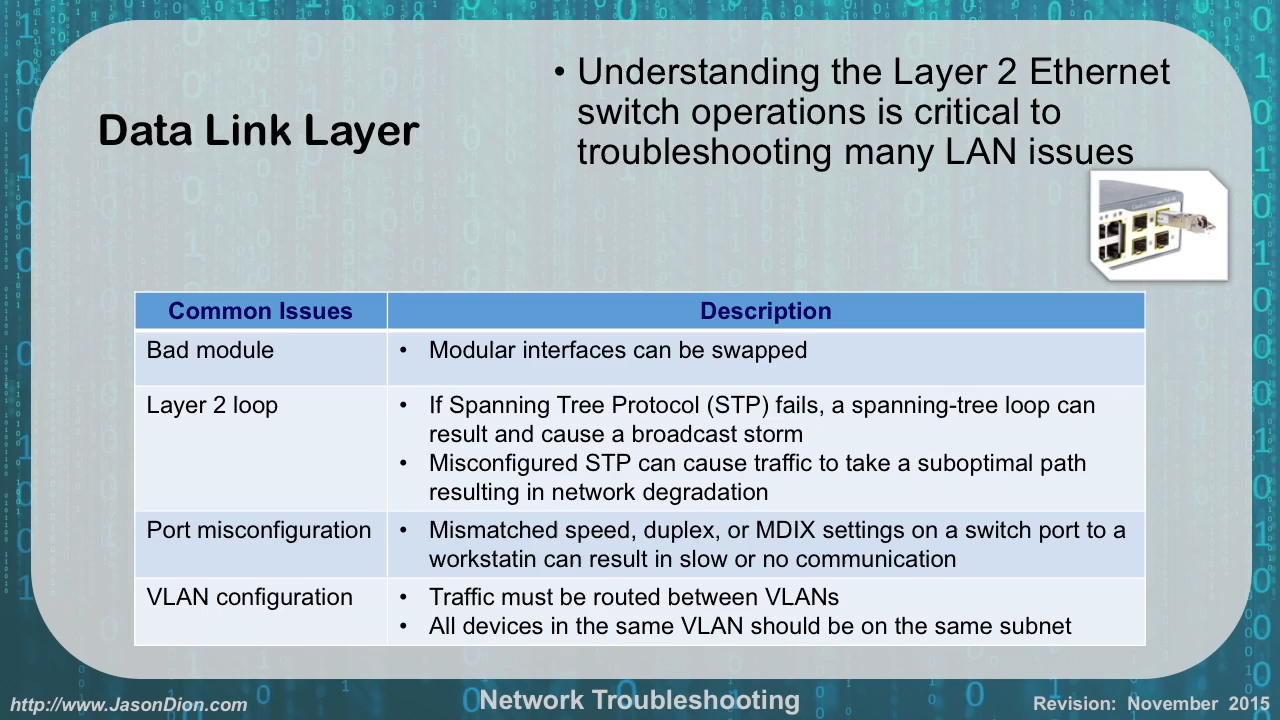 Data Link Layer
• Understanding the Layer 2 Ethernet
switch operations is critical to
troubleshooting many LAN issues
Common Issues
Description
Bad module
• Modular interfaces can be swapped
Layer 2 loop
• If Spanning Tree Protocol (STP) fails, a spanning-tree loop can
result and cause a broadcast storm
• Misconfigured STP can cause traffic to take a suboptimal path
resulting in network degradation
Port misconfiguration
• Mismatched speed, duplex, or MDIX settings on a switch port to a
workstatin can result in slow or no communication
VLAN configuration
• Traffic must be routed between VLANs
• All devices in the same VLAN should be on the same subnet
http://www.JasonDion.com
Network Troubleshooting
Revision: November 2015